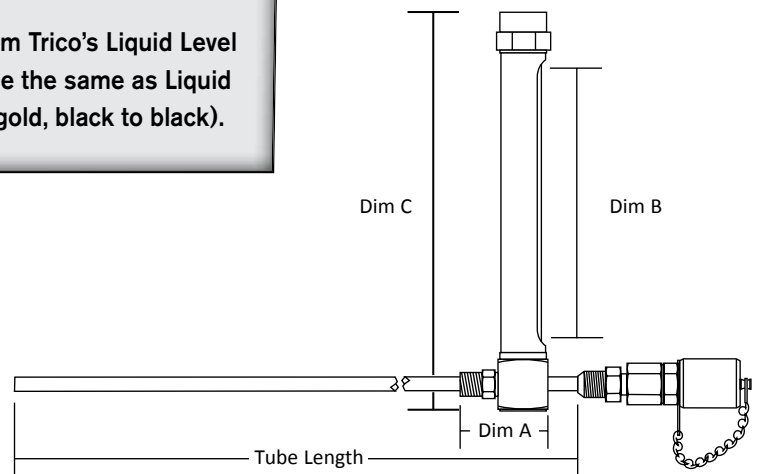 m Trico's Liquid Level
e the same as Liquid
gold, black to black).
Dim C
Dim B
Dim A
Tube Length